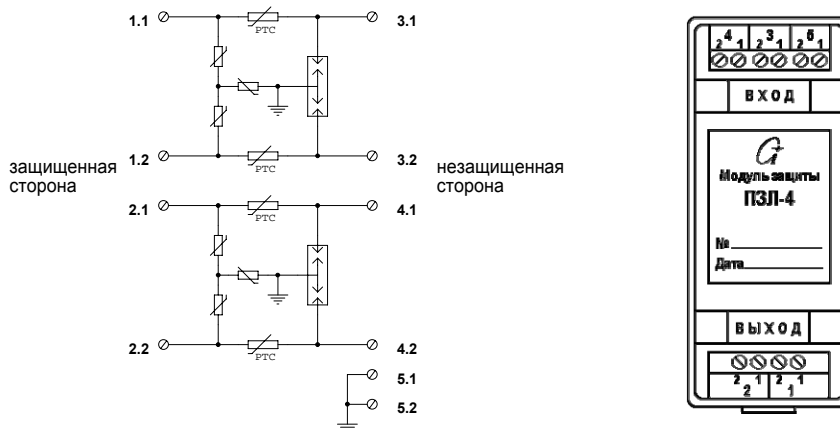 1.1
PTC
3.1
защищенная
сторона
1.2
PTC
3.2
незащищенная
сторона
2.1
PTC
4.1
2.2
PTC
4.2
5.1
5.2
4 3 5
2 1 2 1 2 1
ВХОД
Модуль защиты
ПЗЛ-4
№
Дата
ВЫХОД
2 1 2 1
2 1